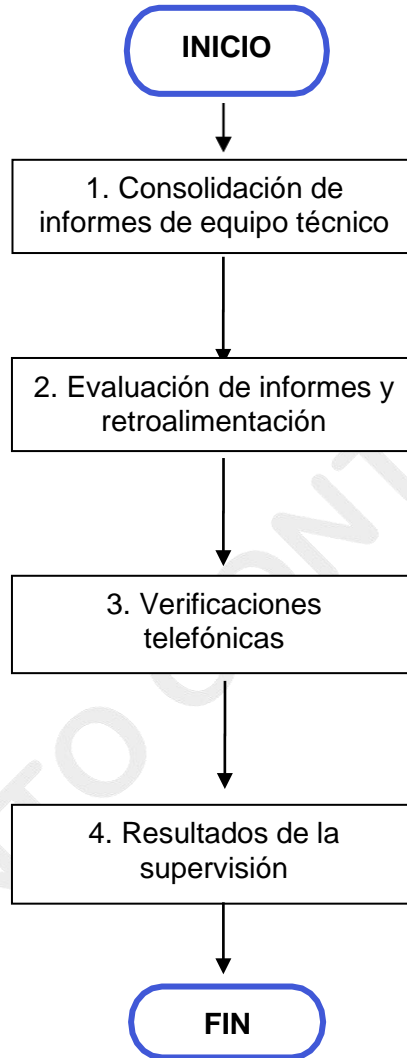 INICIO
1. Consolidación de
informes de equipo técnico
2. Evaluación de informes y
retroalimentación
3. Verificaciones
telefónicas
4. Resultados de la
supervisión
FIN